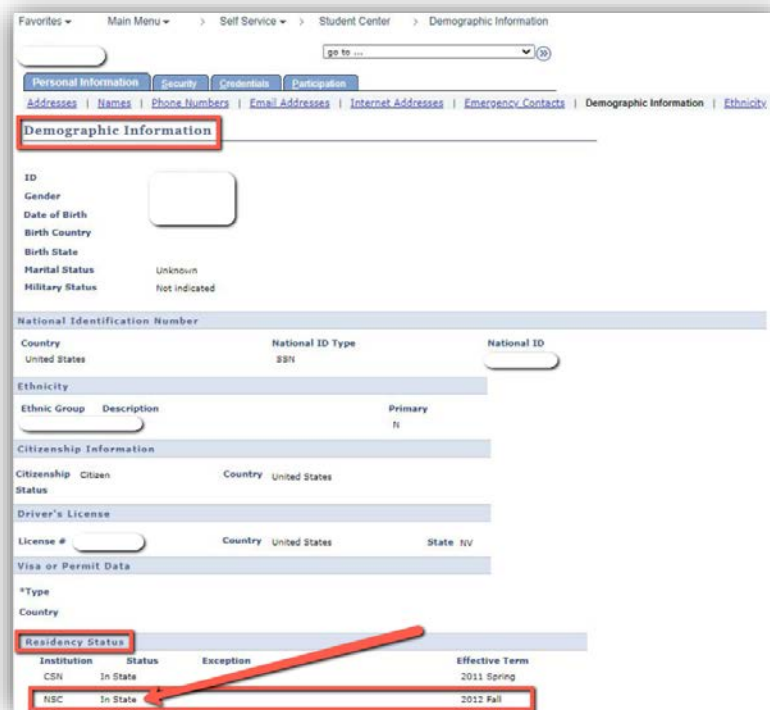 Favorites Main Menu > Self Service > Student Center > Demographic Information
go to ...
Personal Information Security Credentials Participation
Addresses | Names | Phone Numbers | Email Addresses | Internet Addresses | Emergency Contacts | Demographic Information | Ethnicity
Demographic Information
ID
Gender
Date of Birth
Birth Country
Birth State
Marital Status Unknown
Military Status Not indicated
National Identification Number
Country National ID Type National ID
United States SSN
Ethnicity
Ethnic Group Description Primary
N
Citizenship Information
Citizenship Citizen Country United States
Status
Driver's License
License # Country United States State NV
Visa or Permit Data
*Type
Country
Residency Status
Institution Status Exception Effective Term
CSN In State 2011 Spring
NSC In State 2012 Fall